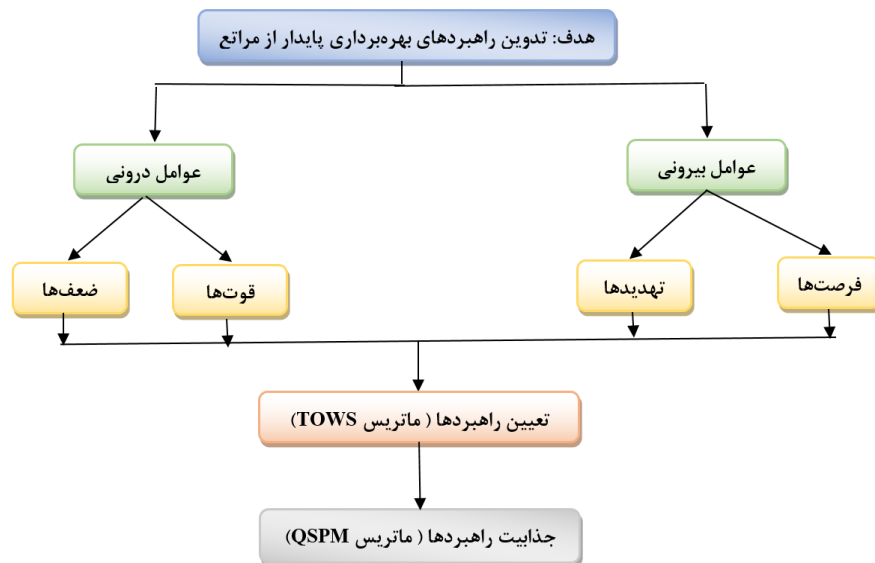 هدف: تدوین راهبردهای بهره‌برداری پایدار از مراتع
عوامل بیرونی
عوامل درونی
فرصت‌ها
تهدیدها
قوت‌ها
ضعف‌ها
تعیین راهبردها ( ماتریس TOWS)
جذابیت راهبردها ( ماتریس QSPM)